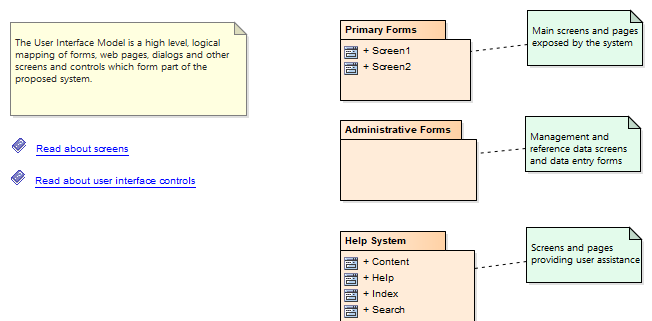 The User Interface Model is a high level, logical
mapping of forms, web pages, dialogs and other
screens and controls which form part of the
proposed system.
Read about screens
Read about user interface controls
Primary Forms
+ Screen1
+ Screen2
Main screens and pages
exposed by the system
Administrative Forms
Management and
reference data screens
and data entry forms
Help System
+ Content
+ Help
+ Index
+ Search
Screens and pages
providing user assistance